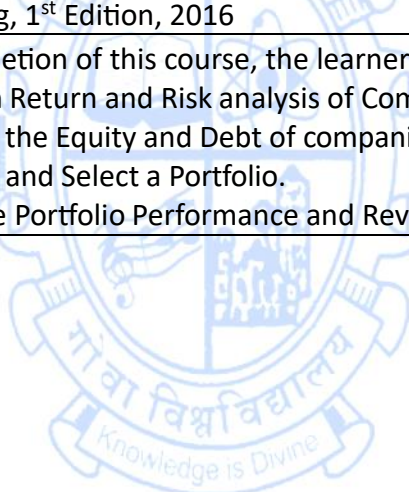 g, 1st Edition, 2016
etion of this course, the learner
n Return and Risk analysis of Com
the Equity and Debt of compani
and Select a Portfolio.
e Portfolio Performance and Rev
गोंवा विश्वविद्यालय
Knowledge is Divine